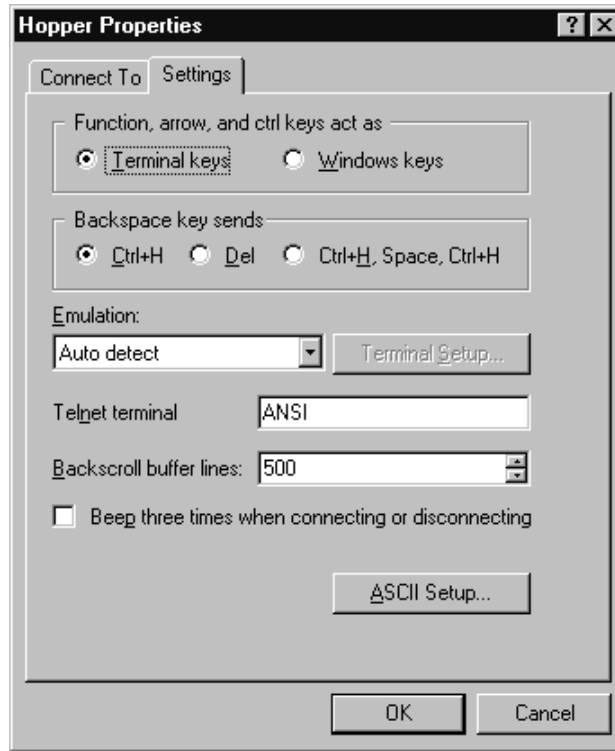 Hopper Properties
Connect To Settings
Function, arrow, and ctrl keys act as
Terminal keys Windows keys
Backspace key sends
Ctrl+H Del Ctrl+H, Space, Ctrl+H
Emulation:
Auto detect Terminal Setup...
Telnet terminal ANSI
Backscroll buffer lines: 500
Beep three times when connecting or disconnecting
ASCII Setup...
OK Cancel